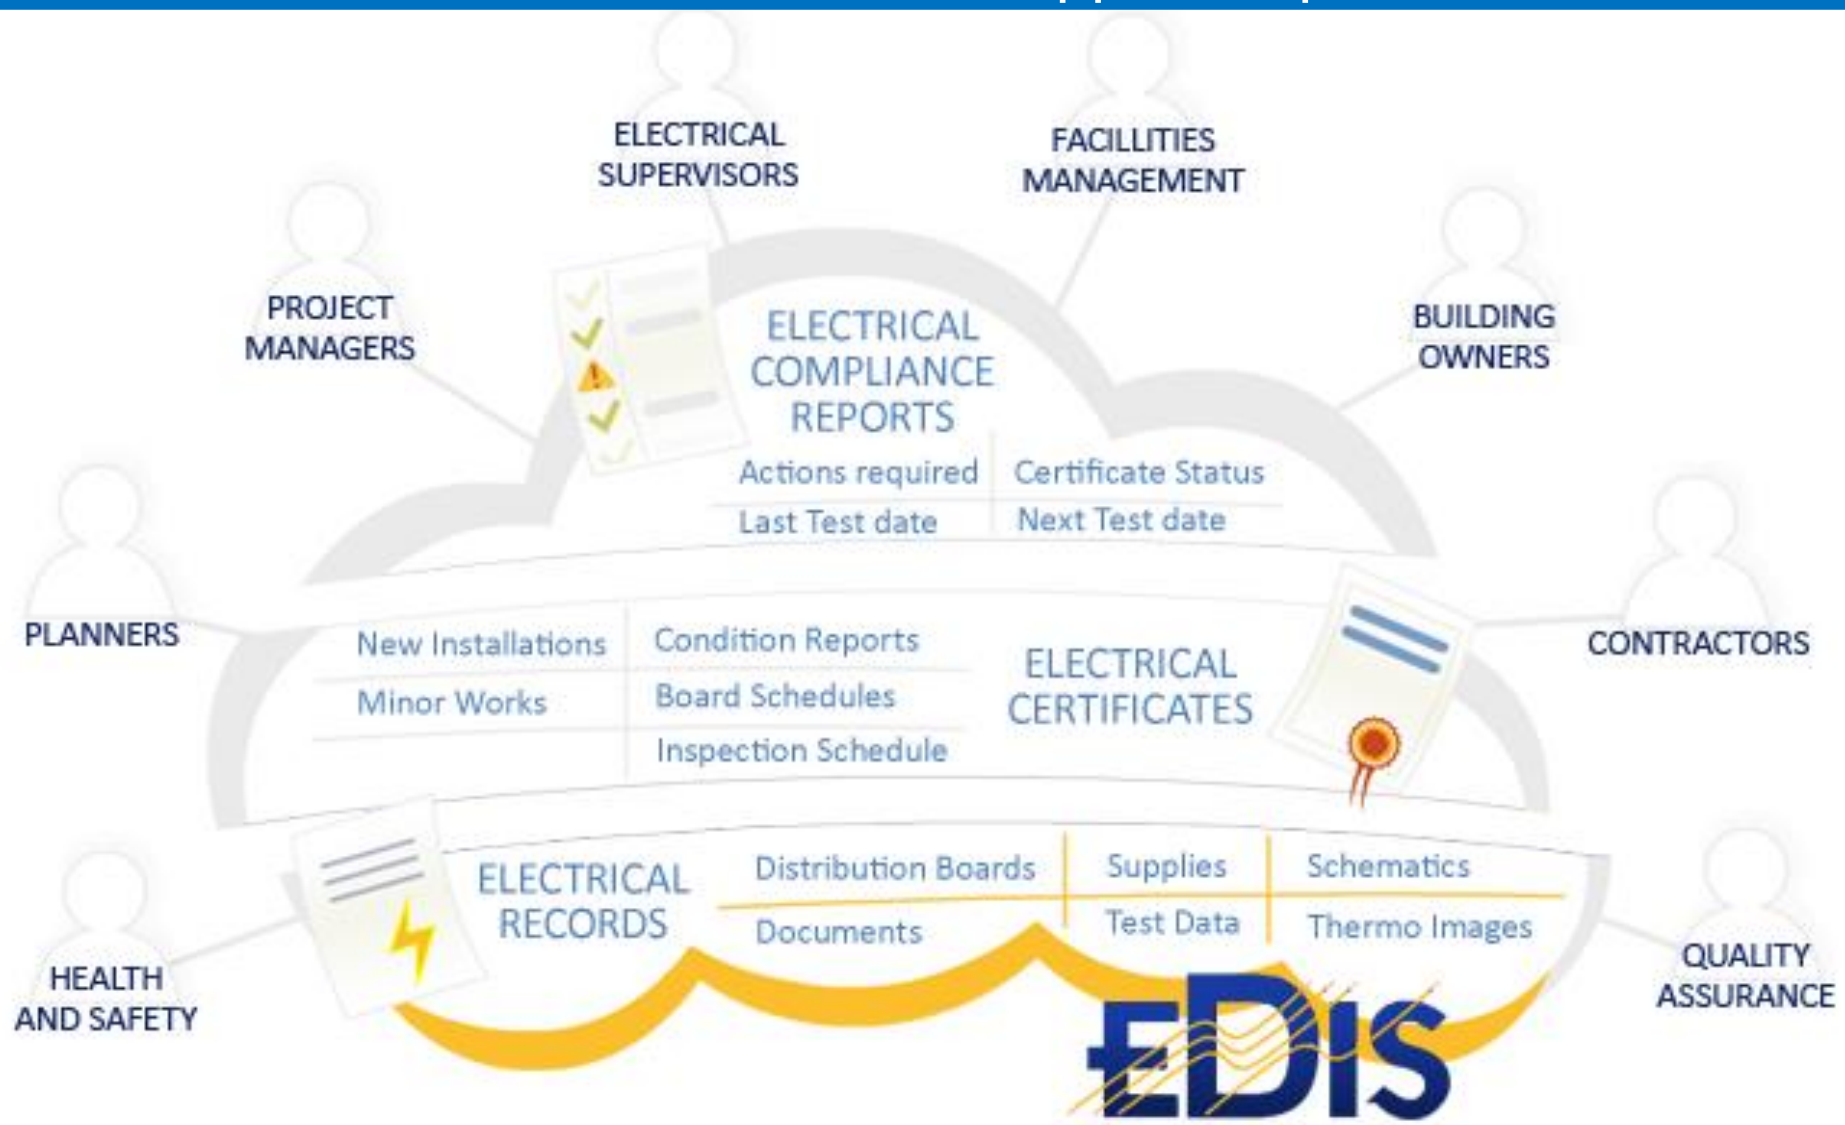 ELECTRICAL
SUPERVISORS
FACILLITIES
MANAGEMENT
PROJECT
MANAGERS
BUILDING
OWNERS
ELECTRICAL
COMPLIANCE
REPORTS
Actions required
Certificate Status
Last Test date
Next Test date
PLANNERS
CONTRACTORS
New Installations
Condition Reports
Minor Works
Board Schedules
Inspection Schedule
ELECTRICAL
CERTIFICATES
ELECTRICAL
RECORDS
Distribution Boards
Supplies
Schematics
Documents
Test Data
Thermo Images
HEALTH
AND SAFETY
QUALITY
ASSURANCE
EDIS